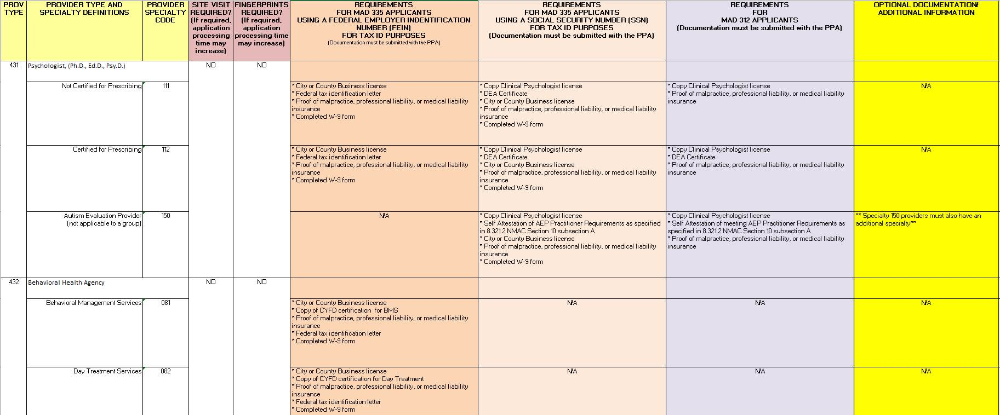 PROV
TYPE
PROVIDER TYPE AND
SPECIALTY DEFINITIONS
PROVIDER
SPECIALTY
CODE
SITE VISIT
REQUIRED?
(If required,
application
processing
time may
increase)
FINGERPRINTS
REQUIRED?
(If required,
application
processing time
may increase)
REQUIREMENTS
FOR MAD 335 APPLICANTS
USING A FEDERAL EMPLOYER INDENTIFICATION
NUMBER (FEIN)
FOR TAX ID PURPOSES
(Documentation must be submitted with the PPA)
REQUIREMENTS
FOR MAD 335 APPLICANTS
USING A SOCIAL SECURITY NUMBER (SSN)
FOR TAX ID PURPOSES
(Documentation must be submitted with the PPA)
REQUIREMENTS
FOR
MAD 312 APPLICANTS
(Documentation must be submitted with the PPA)
OPTIONAL DOCUMENTATION/
ADDITIONAL INFORMATION
431
Psychologist, (Ph.D., Ed.D., Psy.D.)
NO
NO
Not Certified for Prescribing
111
* City or County Business license
* Federal tax identification letter
* Proof of malpractice, professional liability, or medical liability
insurance
* Completed W-9 form
* Copy Clinical Psychologist license
* DEA Certificate
* City or County Business license
* Proof of malpractice, professional liability, or medical liability
insurance
* Completed W-9 form
* Copy Clinical Psychologist license
* Proof of malpractice, professional liability, or medical liability
insurance
N/A
Certified for Prescribing
112
* City or County Business license
* Federal tax identification letter
* Proof of malpractice, professional liability, or medical liability
insurance
* Completed W-9 form
* Copy Clinical Psychologist license
* DEA Certificate
* City or County Business license
* Proof of malpractice, professional liability, or medical liability
insurance
* Completed W-9 form
* Copy Clinical Psychologist license
* DEA Certificate
* Proof of malpractice, professional liability, or medical liability
insurance
N/A
Autism Evaluation Provider
(not applicable to a group)
150
N/A
* Copy Clinical Psychologist license
* Self Attestation of AEP Practitioner Requirements as specified
in 8.321.2 NMAC Section 10 subsection A
* City or County Business license
* Proof of malpractice, professional liability, or medical liability
insurance
* Completed W-9 form
* Copy Clinical Psychologist license
* Self Attestation of meeting AEP Practitioner Requirements as
specified in 8.321.2 NMAC Section 10 subsection A
* Proof of malpractice, professional liability, or medical liability
insurance
** Specialty 150 providers must also have an
additional specialty**
432
Behavioral Health Agency
NO
NO
Behavioral Management Services
081
* City or County Business license
* Copy of CYFD certification  for BMS
* Proof of malpractice, professional liability, or medical liability
insurance
* Federal tax identification letter
* Completed W-9 form
N/A
N/A
N/A
Day Treatment Services
082
* City or County Business license
* Copy of CYFD certification for Day Treatment
* Proof of malpractice, professional liability, or medical liability
insurance
* Federal tax identification letter
* Completed W-9 form
N/A
N/A
N/A